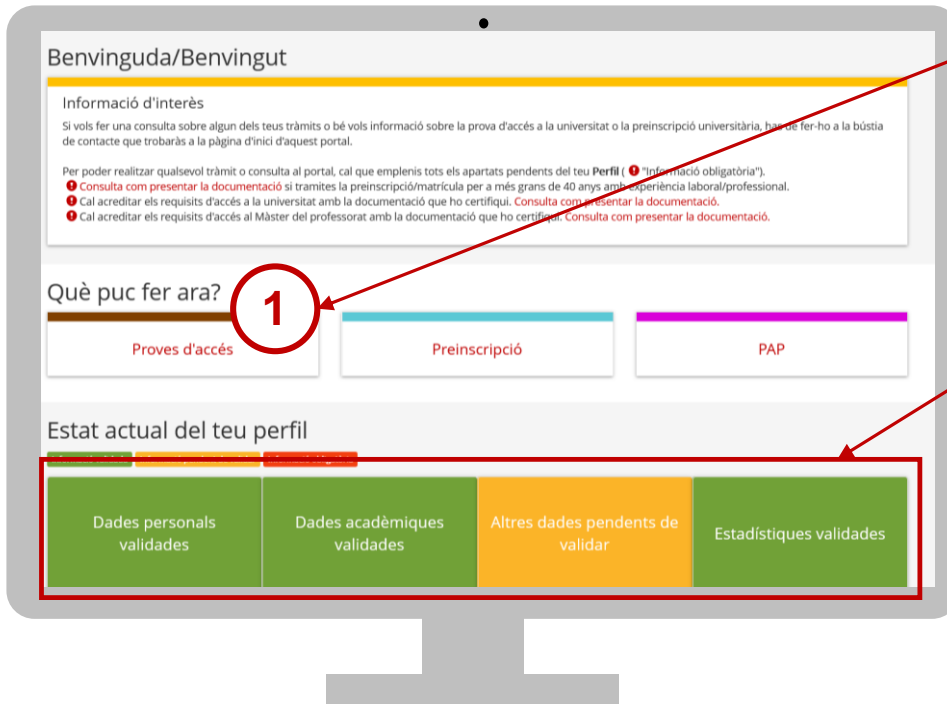 Benvinguda/Benvingut
Informació d'interès
Si vols fer una consulta sobre algun dels teus tràmits o bé vols informació sobre la prova d'accés a la universitat o la preinscripció universitària, has de fer-ho a la bústia
de contacte que trobaràs a la pàgina d'inici d'aquest portal.
Per poder realitzar qualsevol tràmit o consulta al portal, cal que emplenis tots els apartats pendents del teu Perfil ( "Informació obligatòria").
Consulta com presentar la documentació si tramites la preinscripció/matrícula per a més grans de 40 anys amb experiència laboral/professional.
Cal acreditar els requisits d'accés a la universitat amb la documentació que ho certifiqui. Consulta com presentar la documentació.
Cal acreditar els requisits d'accés al Màster del professorat amb la documentació que ho certifiqui. Consulta com presentar la documentació.
Què puc fer ara?
1
Proves d'accés
Preinscripció
PAP
Estat actual del teu perfil
Dades personals
validades
Dades acadèmiques
validades
Altres dades pendents de
validar
Estadístiques validades